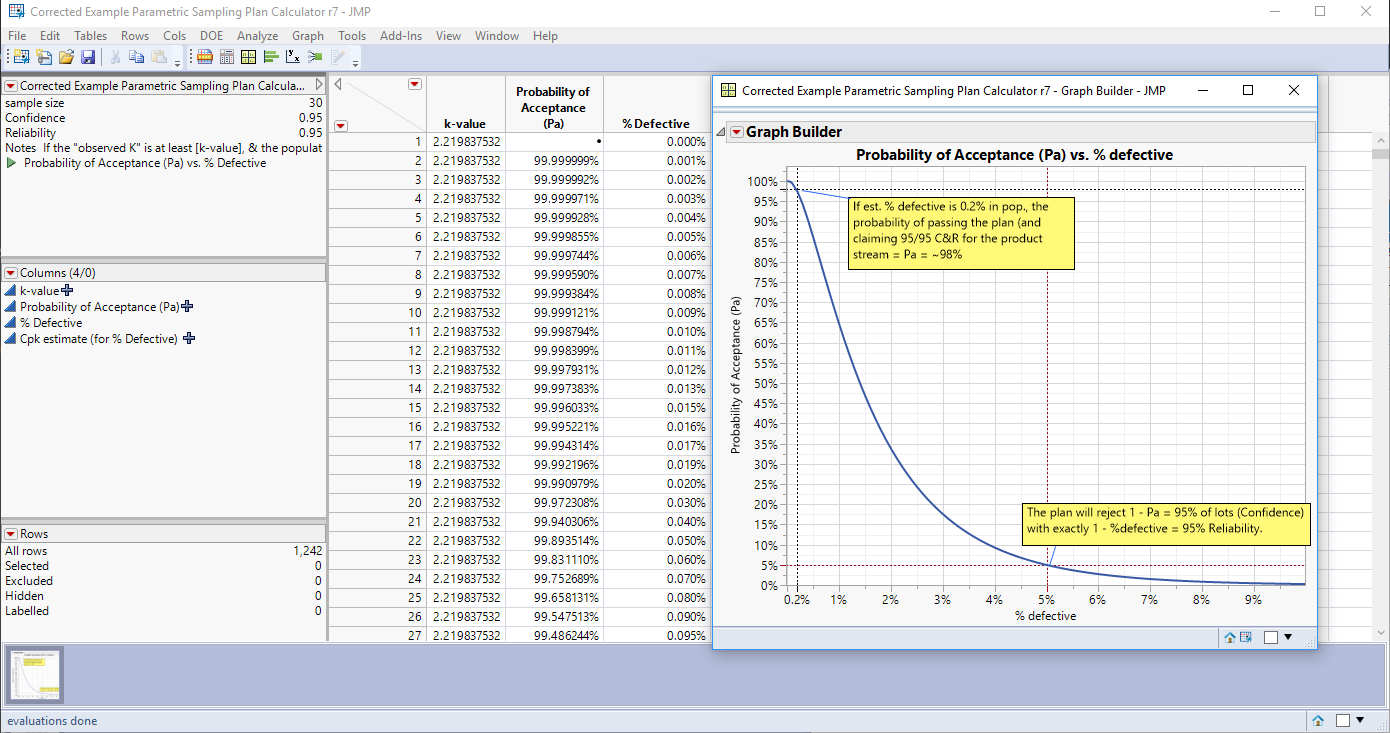 Corrected Example Parametric Sampling Plan Calculator r7 - JMP
File Edit Tables Rows Cols DOE Analyze Graph Tools Add-Ins View Window Help
Corrected Example Parametric Sampling Plan Calcula...
sample size 30
Confidence 0.95
Reliability 0.95
Notes If the "observed K" is at least [k-value], & the populat
Probability of Acceptance (Pa) vs. % Defective
Columns (4/0)
k-value
Probability of Acceptance (Pa)
% Defective
Cpk estimate (for % Defective)
Rows
All rows 1,242
Selected 0
Excluded 0
Hidden 0
Labelled 0
k-value Probability of Acceptance (Pa) % Defective
1 2.219837532 • 0.000%
2 2.219837532 99.999999% 0.001%
3 2.219837532 99.999992% 0.002%
4 2.219837532 99.999971% 0.003%
5 2.219837532 99.999928% 0.004%
6 2.219837532 99.999855% 0.005%
7 2.219837532 99.999744% 0.006%
8 2.219837532 99.999590% 0.007%
9 2.219837532 99.999384% 0.008%
10 2.219837532 99.999121% 0.009%
11 2.219837532 99.998794% 0.010%
12 2.219837532 99.998399% 0.011%
13 2.219837532 99.997931% 0.012%
14 2.219837532 99.997383% 0.013%
15 2.219837532 99.996033% 0.015%
16 2.219837532 99.995221% 0.016%
17 2.219837532 99.994314% 0.017%
18 2.219837532 99.992196% 0.019%
19 2.219837532 99.990979% 0.020%
20 2.219837532 99.972308% 0.030%
21 2.219837532 99.940306% 0.040%
22 2.219837532 99.893514% 0.050%
23 2.219837532 99.831110% 0.060%
24 2.219837532 99.752689% 0.070%
25 2.219837532 99.658131% 0.080%
26 2.219837532 99.547513% 0.090%
27 2.219837532 99.486244% 0.095%
Corrected Example Parametric Sampling Plan Calculator r7 - Graph Builder - JMP
Graph Builder
Probability of Acceptance (Pa) vs. % defective
Probability of Acceptance (Pa)
100%
95%
90%
85%
80%
75%
70%
65%
60%
55%
50%
45%
40%
35%
30%
25%
20%
15%
10%
5%
0%
If est. % defective is 0.2% in pop., the
probability of passing the plan (and
claiming 95/95 C&R for the product
stream = Pa = ~98%
The plan will reject 1 - Pa = 95% of lots (Confidence)
with exactly 1 - %defective = 95% Reliability.
0.2% 1% 2% 3% 4% 5% 6% 7% 8% 9%
% defective
evaluations done